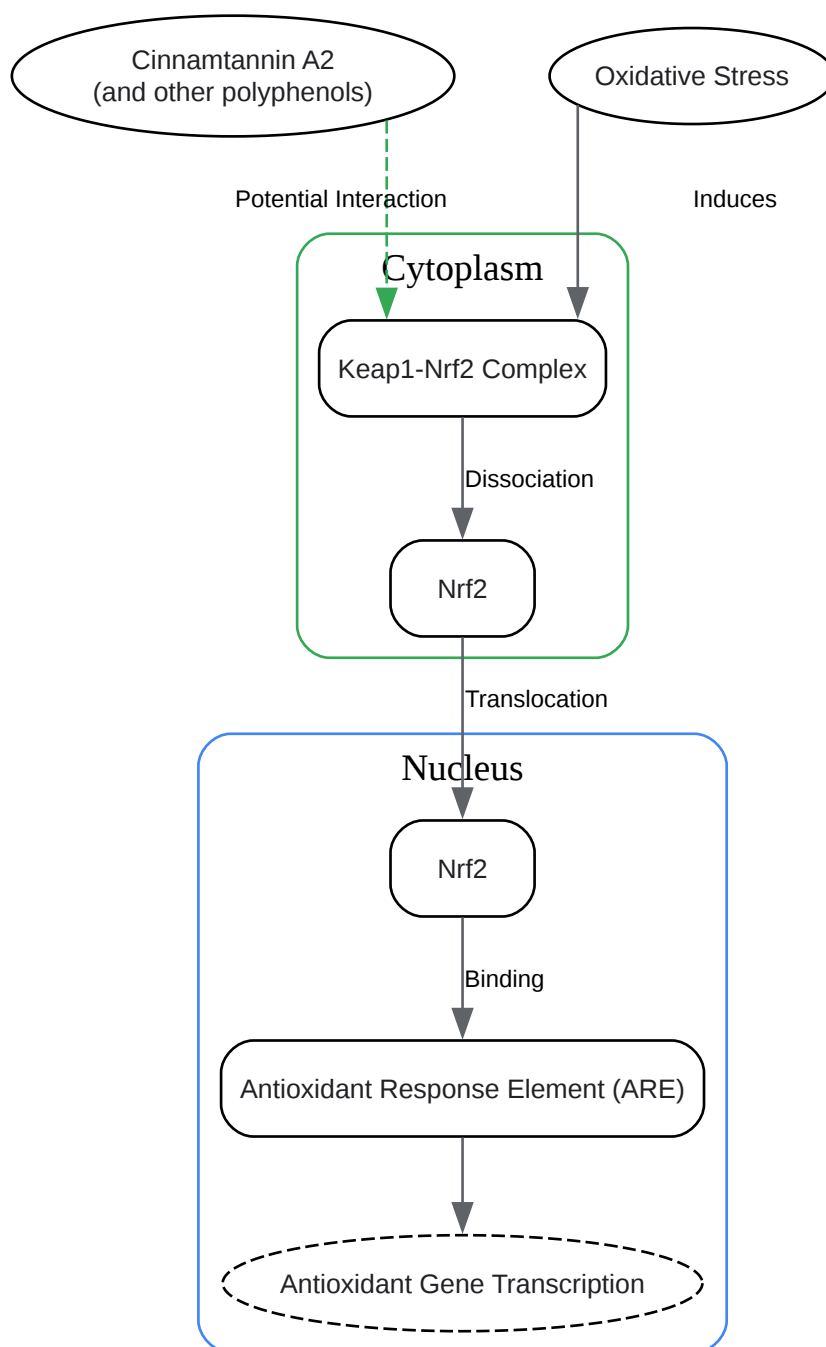 Cinnamtannin A2
(and other polyphenols)
Oxidative Stress
Potential Interaction
Induces
Cytoplasm
Keap1-Nrf2 Complex
Dissociation
Nrf2
Translocation
Nucleus
Nrf2
Binding
Antioxidant Response Element (ARE)
Antioxidant Gene Transcription